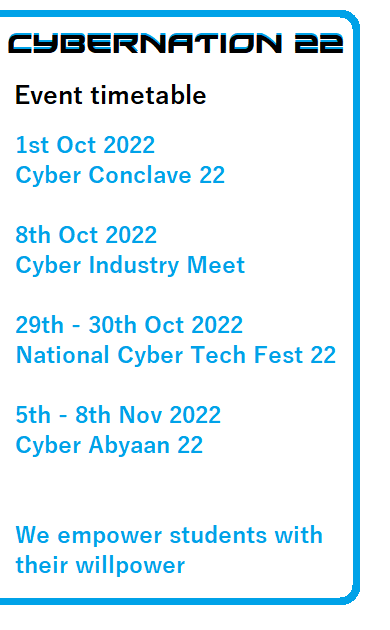 CYBERNATION 22
Event timetable
1st Oct 2022
Cyber Conclave 22
8th Oct 2022
Cyber Industry Meet
29th - 30th Oct 2022
National Cyber Tech Fest 22
5th - 8th Nov 2022
Cyber Abyaan 22
We empower students with
their willpower